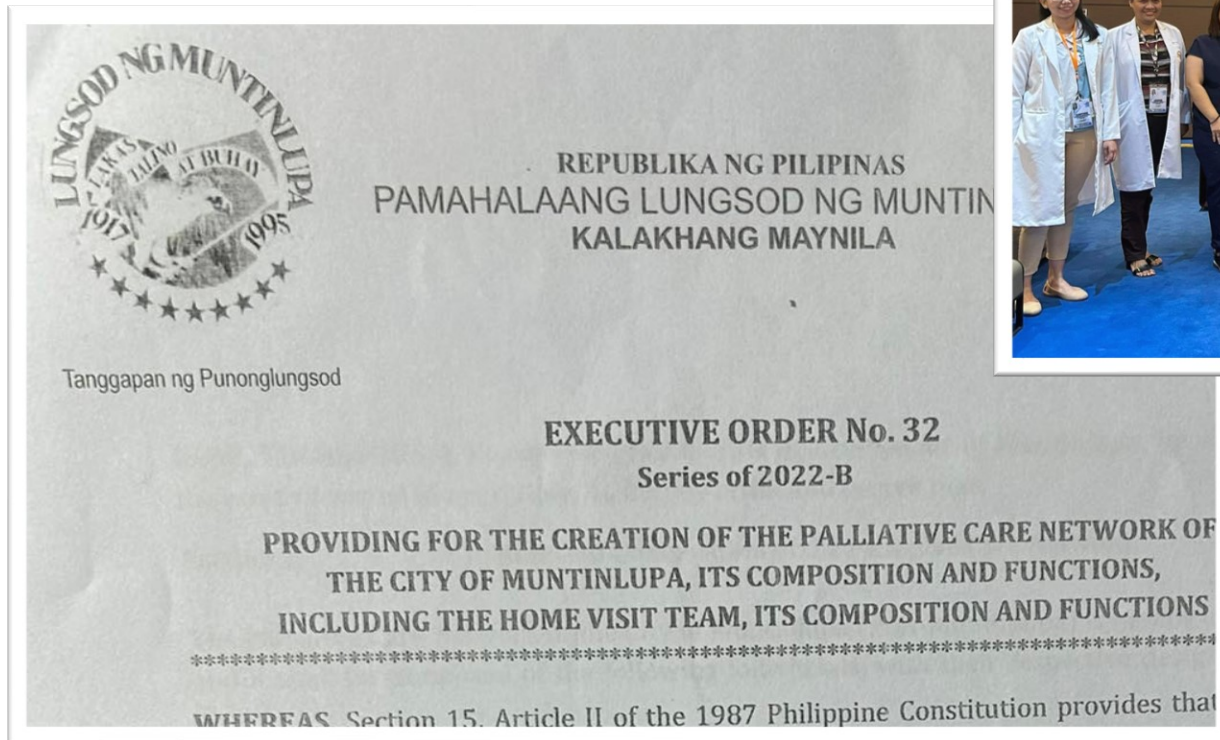 LUNGSOD NG MUNTINLUPA
LAKAS
TALINO
AT BUHAY
1917
1995
REPUBLIKA NG PILIPINAS
PAMAHALAANG LUNGSOD NG MUNTIN
KALAKHANG MAYNILA
Tanggapan ng Punonglungsod
EXECUTIVE ORDER No. 32
Series of 2022-B
PROVIDING FOR THE CREATION OF THE PALLIATIVE CARE NETWORK OF
THE CITY OF MUNTINLUPA, ITS COMPOSITION AND FUNCTIONS,
INCLUDING THE HOME VISIT TEAM, ITS COMPOSITION AND FUNCTIONS
WHEREAS, Section 15, Article II of the 1987 Philippine Constitution provides that